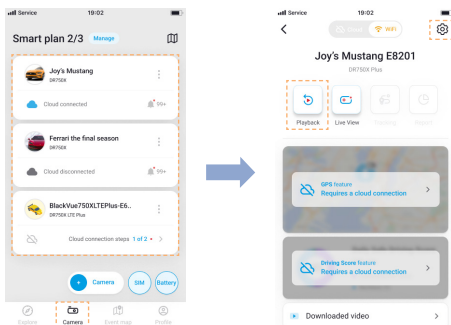 Service 19:02
Smart plan 2/3 Manage
Joy's Mustang
DR750X
Cloud connected 99+
Ferrari the final season
DR750X
Cloud disconnected 99+
BlackVue750XLTEPlus-E6..
DR750X LTE Plus
Cloud connection steps 1 of 2
Camera SIM Battery
Explore Camera Event map Profile
Service 19:02
Cloud WiFi
Joy's Mustang E8201
DR750X Plus
Playback Live View
GPS feature
Requires a cloud connection
Driving Score feature
Requires a cloud connection
Downloaded video